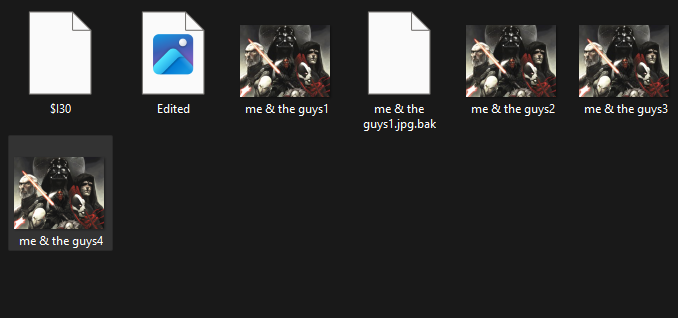 $I30
Edited
me & the guys1
me & the
guys1.jpg.bak
me & the guys2
me & the guys3
me & the guys4